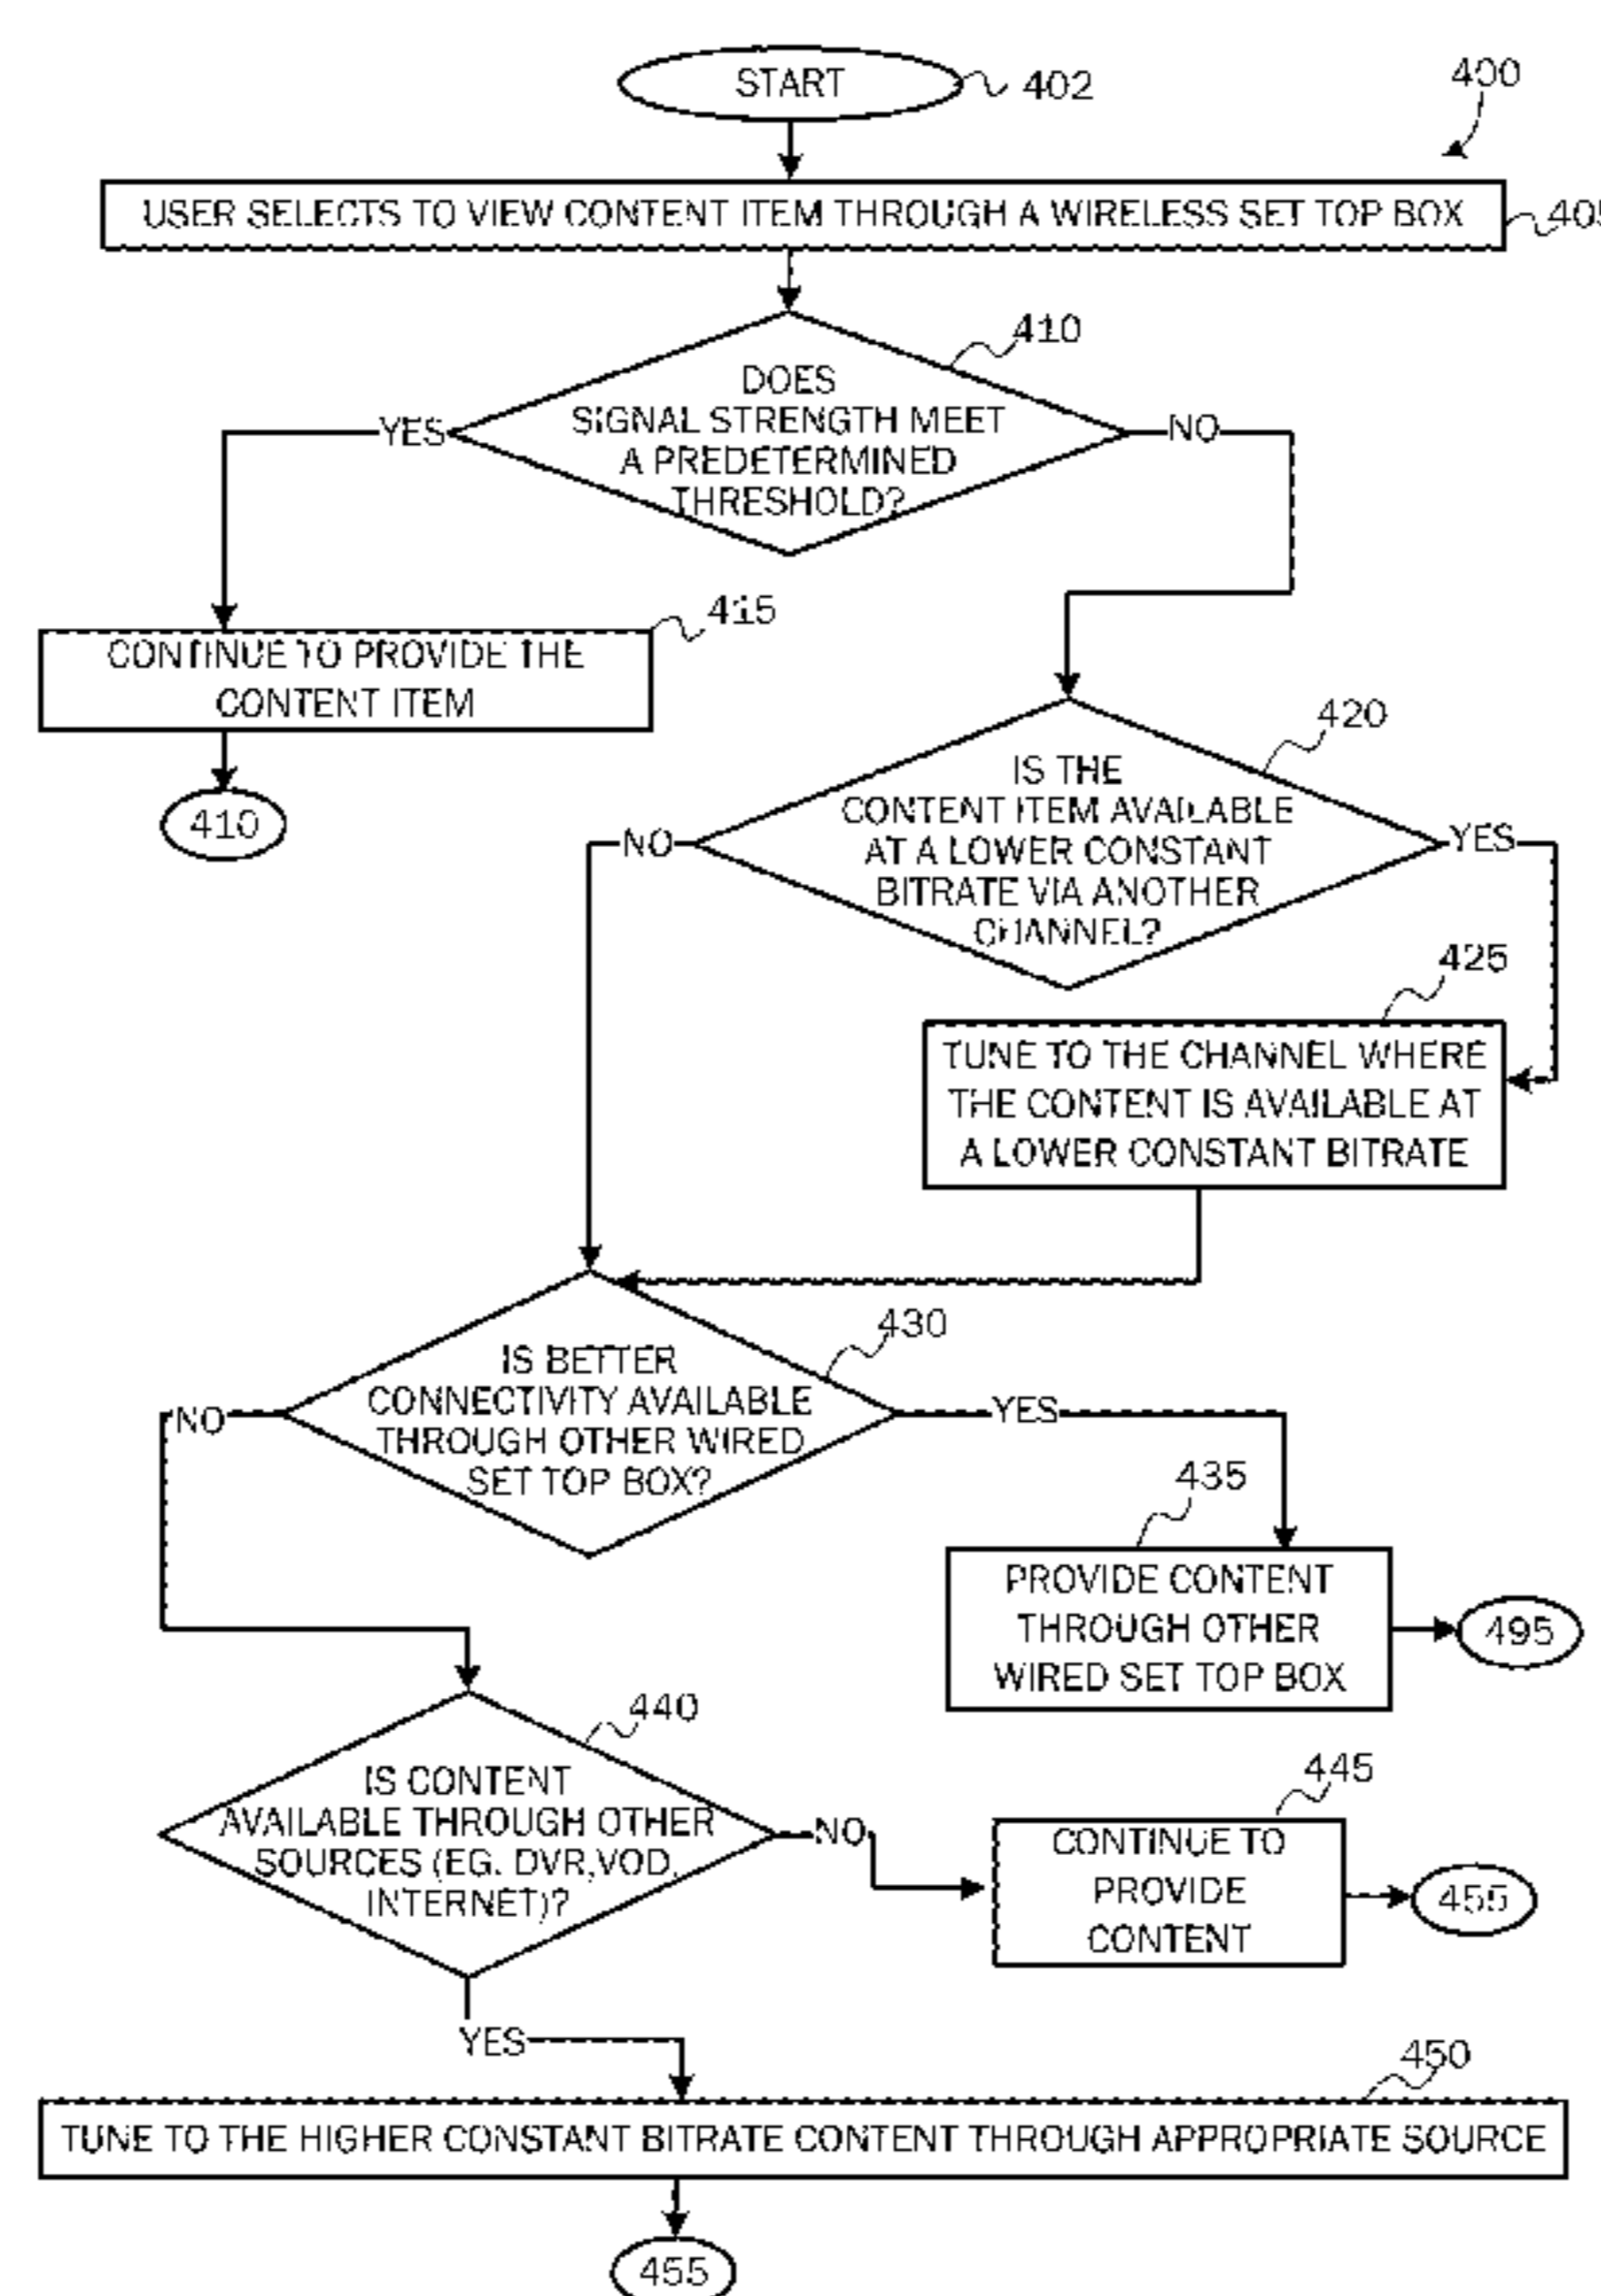 START
402
400
USER SELECTS TO VIEW CONTENT ITEM THROUGH A WIRELESS SET TOP BOX
405
410
DOES
SIGNAL STRENGTH MEET
A PREDETERMINED
THRESHOLD?
YES
NO
415
CONTINUE TO PROVIDE THE
CONTENT ITEM
410
420
IS THE
CONTENT ITEM AVAILABLE
AT A LOWER CONSTANT
BITRATE VIA ANOTHER
CHANNEL?
NO
YES
425
TUNE TO THE CHANNEL WHERE
THE CONTENT IS AVAILABLE AT
A LOWER CONSTANT BITRATE
430
IS BETTER
CONNECTIVITY AVAILABLE
THROUGH OTHER WIRED
SET TOP BOX?
NO
YES
435
PROVIDE CONTENT
THROUGH OTHER
WIRED SET TOP BOX
495
440
IS CONTENT
AVAILABLE THROUGH OTHER
SOURCES (EG. DVR,VOD,
INTERNET)?
NO
445
CONTINUE TO
PROVIDE
CONTENT
455
YES
450
TUNE TO THE HIGHER CONSTANT BITRATE CONTENT THROUGH APPROPRIATE SOURCE
455